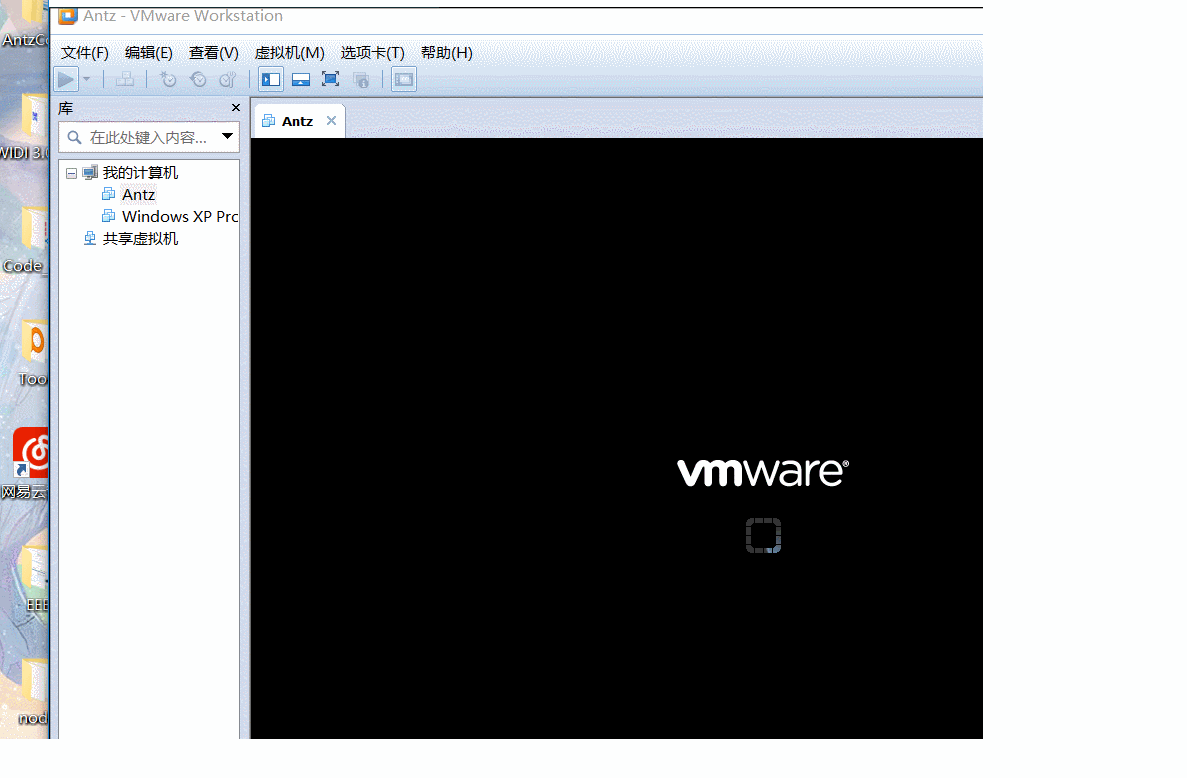 Antz - VMware Workstation
文件(F) 编辑(E) 查看(V) 虚拟机(M) 选项卡(T) 帮助(H)
库
在此处键入内容...
我的计算机
Antz
Windows XP Pro
共享虚拟机
Antz
vmware®
AntzCo
WIDI 3.0
Code_
Too
网易云
EEE
nod